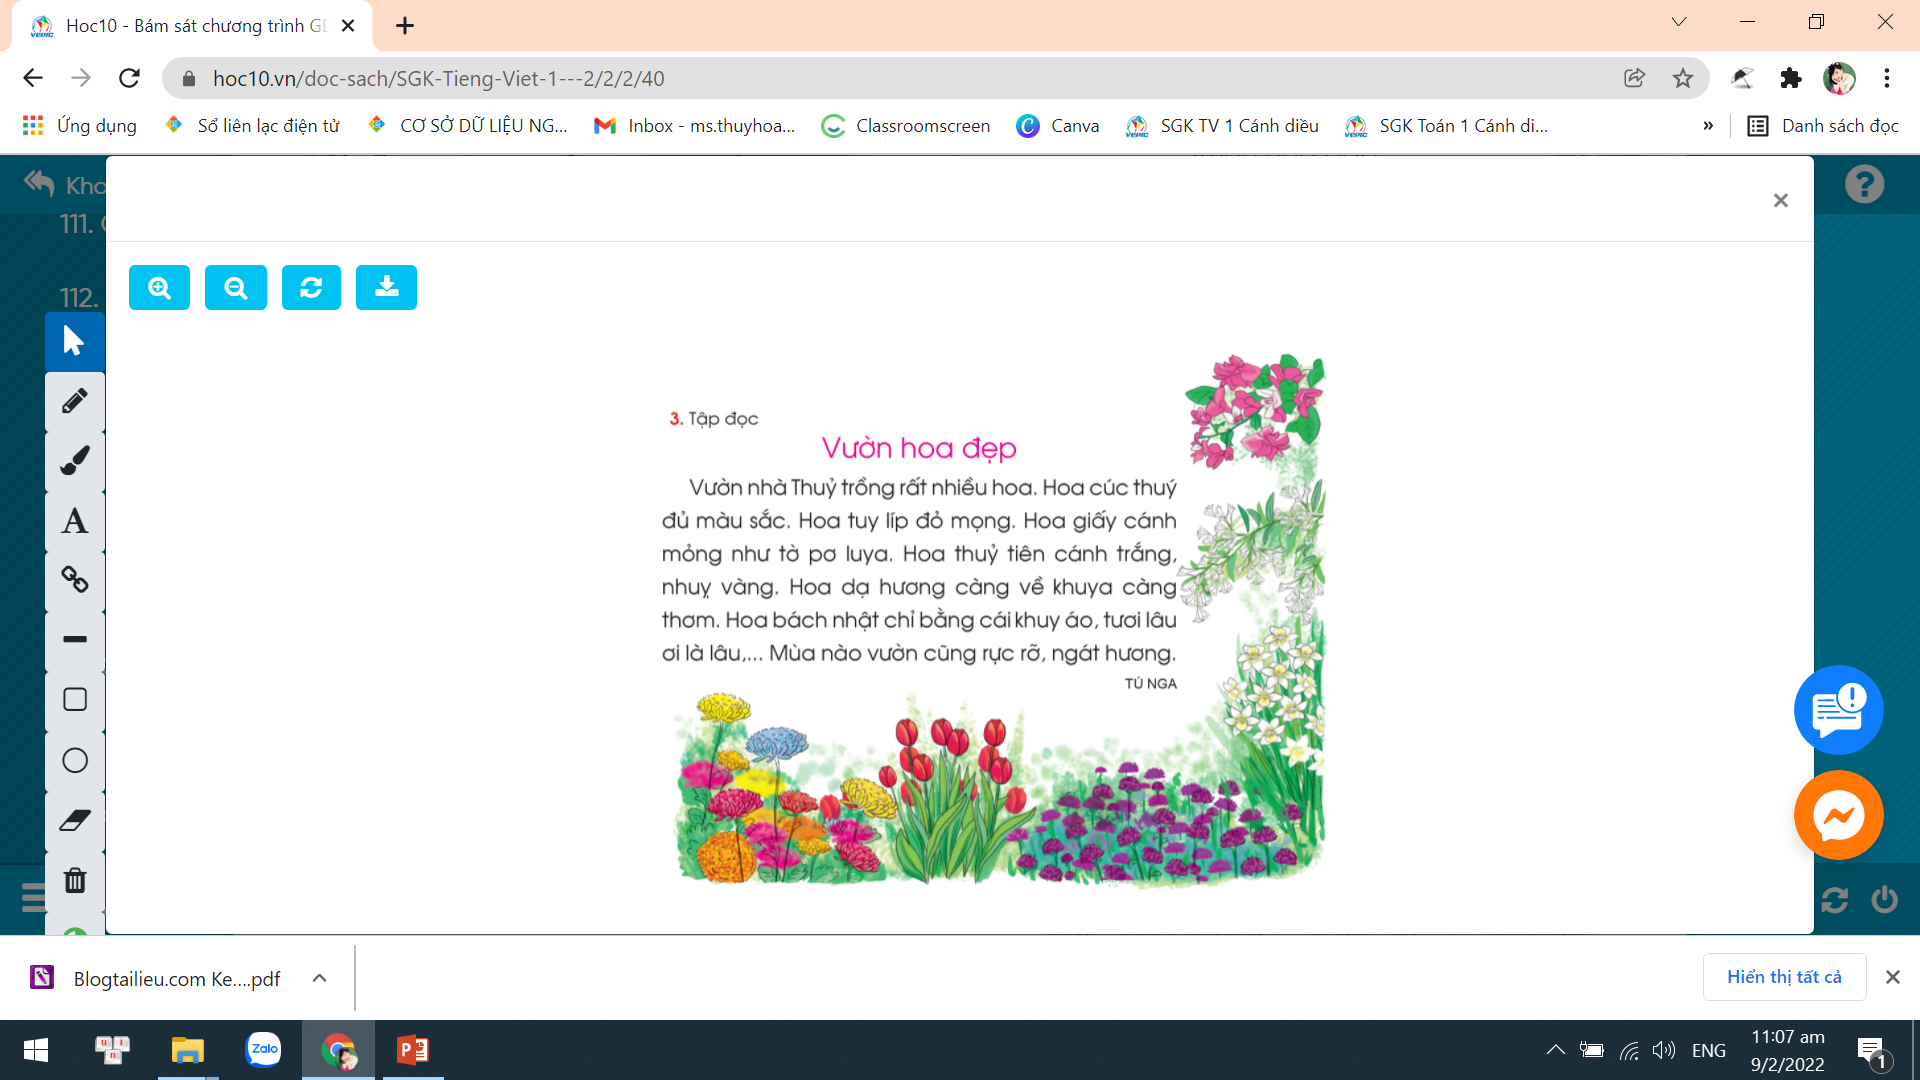 Hoc10 - Bám sát chương trình GD
hoc10.vn/doc-sach/SGK-Tieng-Viet-1---2/2/2/40
Ứng dụng Sổ liên lạc điện tử CƠ SỞ DỮ LIỆU NG... Inbox - ms.thuyhoa... Classroomscreen Canva SGK TV 1 Cánh diều SGK Toán 1 Cánh di... » Danh sách đọc
Kho
111.
112.
3. Tập đọc
Vườn hoa đẹp
Vườn nhà Thuỷ trồng rất nhiều hoa. Hoa cúc thuý
đủ màu sắc. Hoa tuy líp đỏ mọng. Hoa giấy cánh
mỏng như tờ pơ luya. Hoa thuỷ tiên cánh trắng,
nhuỵ vàng. Hoa dạ hương càng về khuya càng
thơm. Hoa bách nhật chỉ bằng cái khuy áo, tươi lâu
ơi là lâu,... Mùa nào vườn cũng rực rỡ, ngát hương.
TÚ NGA
Blogtailieu.com Ke....pdf
Hiển thị tất cả
Zalo
ENG
11:07 am
9/2/2022
1